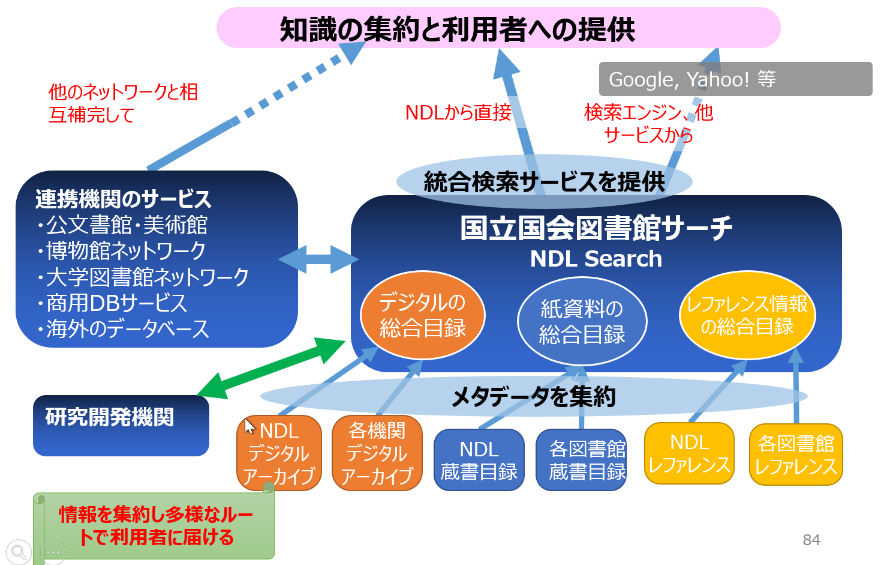 知識の集約と利用者への提供
Google, Yahoo! 等
他のネットワークと相
互補完して
NDLから直接
検索エンジン、他
サービスから
統合検索サービスを提供
連携機関のサービス
・公文書館・美術館
・博物館ネットワーク
・大学図書館ネットワーク
・商用DBサービス
・海外のデータベース
国立国会図書館サーチ
NDL Search
デジタルの
総合目録
紙資料の
総合目録
レファレンス情報
の総合目録
メタデータを集約
研究開発機関
NDL
デジタル
アーカイブ
各機関
デジタル
アーカイブ
NDL
蔵書目録
各図書館
蔵書目録
NDL
レファレンス
各図書館
レファレンス
情報を集約し多様なルー
トで利用者に届ける
84